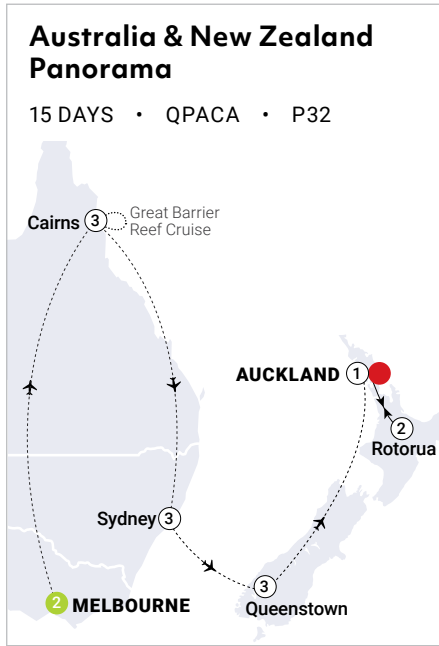 Australia & New Zealand
Panorama
15 DAYS • QPACA • P32
Cairns 3
Great Barrier
Reef Cruise
AUCKLAND 1
2
Rotorua
Sydney 3
3
Queenstown
2 MELBOURNE